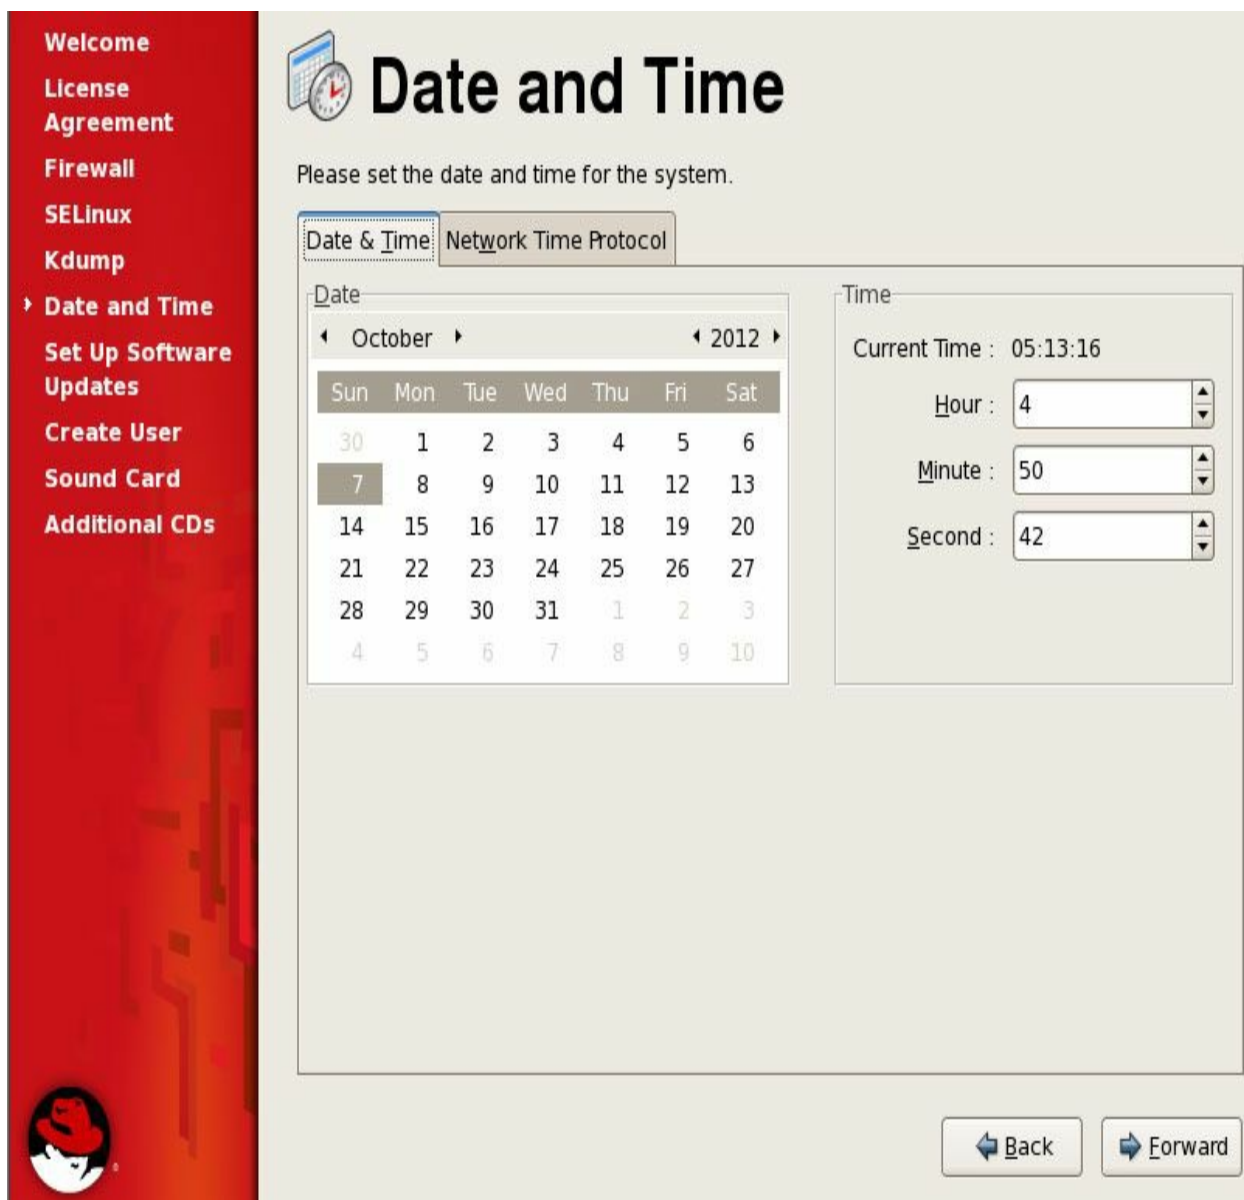 Welcome
License
Agreement
Firewall
SELinux
Kdump
Date and Time
Set Up Software
Updates
Create User
Sound Card
Additional CDs
Date and Time
Please set the date and time for the system.
Date & Time Network Time Protocol
Date
October 2012
Sun Mon Tue Wed Thu Fri Sat
30 1 2 3 4 5 6
7 8 9 10 11 12 13
14 15 16 17 18 19 20
21 22 23 24 25 26 27
28 29 30 31 1 2 3
4 5 6 7 8 9 10
Time
Current Time : 05:13:16
Hour : 4
Minute : 50
Second : 42
Back Forward